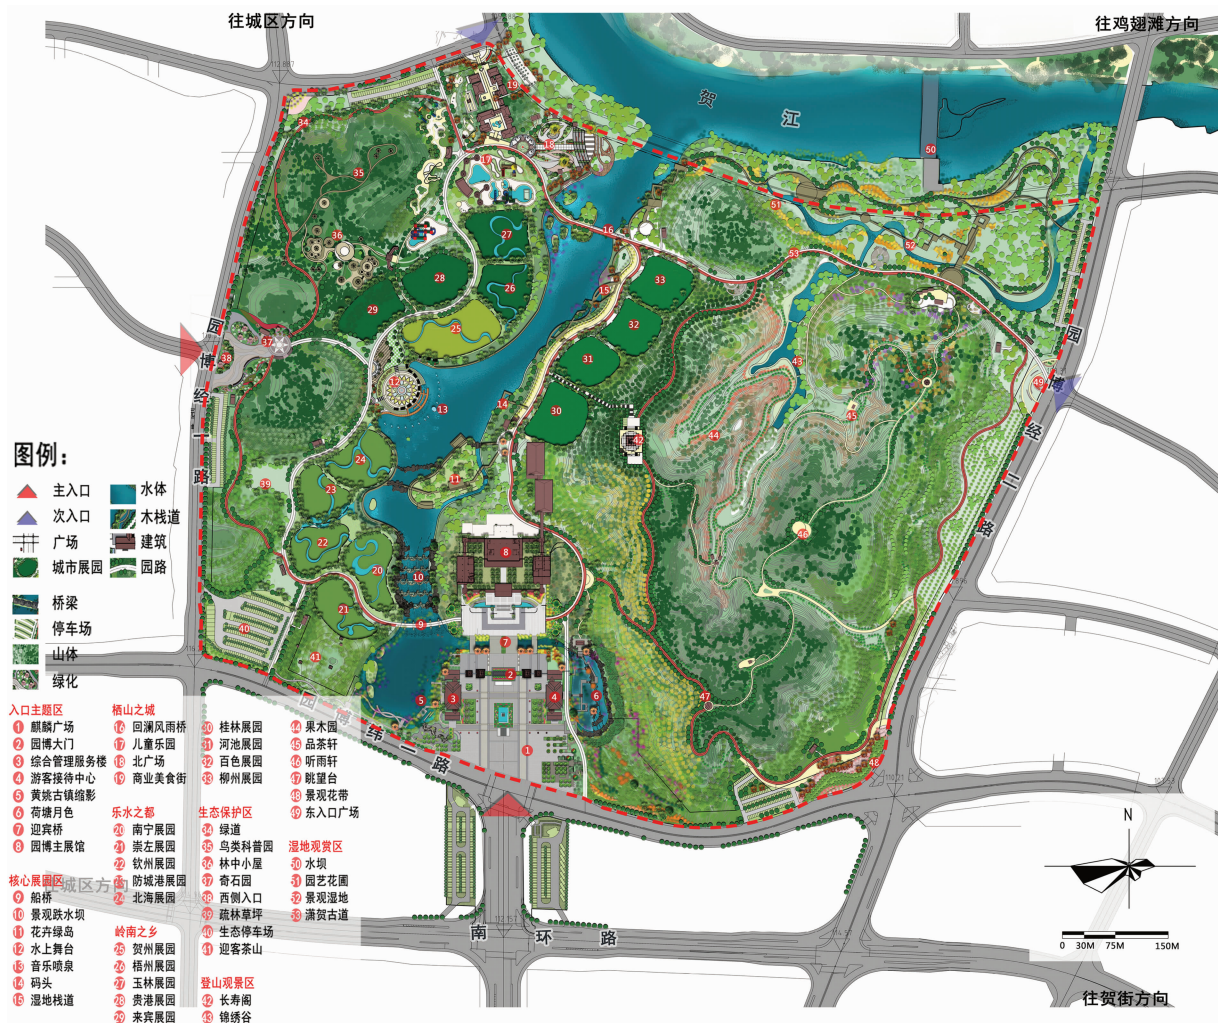 往城区方向
往鸡翅滩方向
贺江
园博经一路
园博经二路
园博纬一路
南环路
往贺街方向
往城区方向
N
0 30M 75M 150M
图例：
主入口
水体
次入口
木栈道
广场
建筑
城市展园
园路
桥梁
停车场
山体
绿化
入口主题区
1 麒麟广场
2 园博大门
3 综合管理服务楼
4 游客接待中心
5 黄姚古镇缩影
6 荷塘月色
7 迎宾桥
8 园博主展馆
核心展园区
9 船桥
10 景观跌水坝
11 花卉绿岛
12 水上舞台
13 音乐喷泉
14 码头
15 湿地栈道
栖山之城
16 回澜风雨桥
17 儿童乐园
18 北广场
19 商业美食街
乐水之都
20 南宁展园
21 崇左展园
22 钦州展园
23 防城港展园
24 北海展园
岭南之乡
25 贺州展园
26 梧州展园
27 玉林展园
28 贵港展园
29 来宾展园
30 桂林展园
31 河池展园
32 百色展园
33 柳州展园
生态保护区
34 绿道
35 鸟类科普园
36 林中小屋
37 奇石园
38 西侧入口
39 疏林草坪
40 生态停车场
41 迎客茶山
登山观景区
42 长寿阁
43 锦绣谷
44 果木园
45 品茶轩
46 听雨轩
47 眺望台
48 景观花带
49 东入口广场
湿地观赏区
50 水坝
51 园艺花圃
52 景观湿地
53 潇贺古道